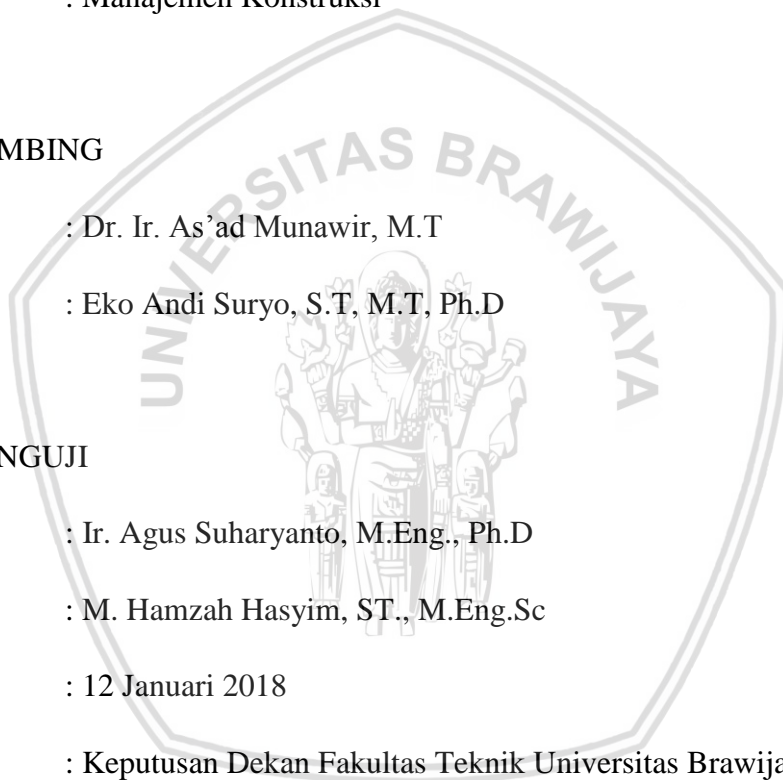 : Manajemen Konstruksi
MBING
UNIVERSITAS BRAWIJAYA
: Dr. Ir. As’ad Munawir, M.T
: Eko Andi Suryo, S.T, M.T, Ph.D
NGUJI
: Ir. Agus Suharyanto, M.Eng., Ph.D
: M. Hamzah Hasyim, ST., M.Eng.Sc
: 12 Januari 2018
: Keputusan Dekan Fakultas Teknik Universitas Brawija